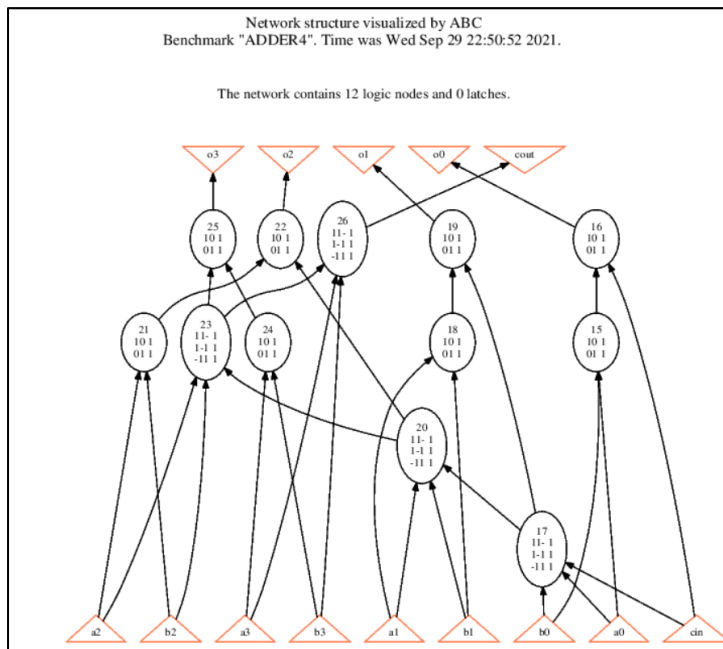 Network structure visualized by ABC
Benchmark "ADDER4". Time was Wed Sep 29 22:50:52 2021.
The network contains 12 logic nodes and 0 latches.
o3
o2
o1
o0
cout
25
10 1
01 1
22
10 1
01 1
26
11- 1
1-1 1
-11 1
19
10 1
01 1
16
10 1
01 1
21
10 1
01 1
23
11- 1
1-1 1
-11 1
24
10 1
01 1
18
10 1
01 1
15
10 1
01 1
20
11- 1
1-1 1
-11 1
17
11- 1
1-1 1
-11 1
a2
b2
a3
b3
a1
b1
b0
a0
cin